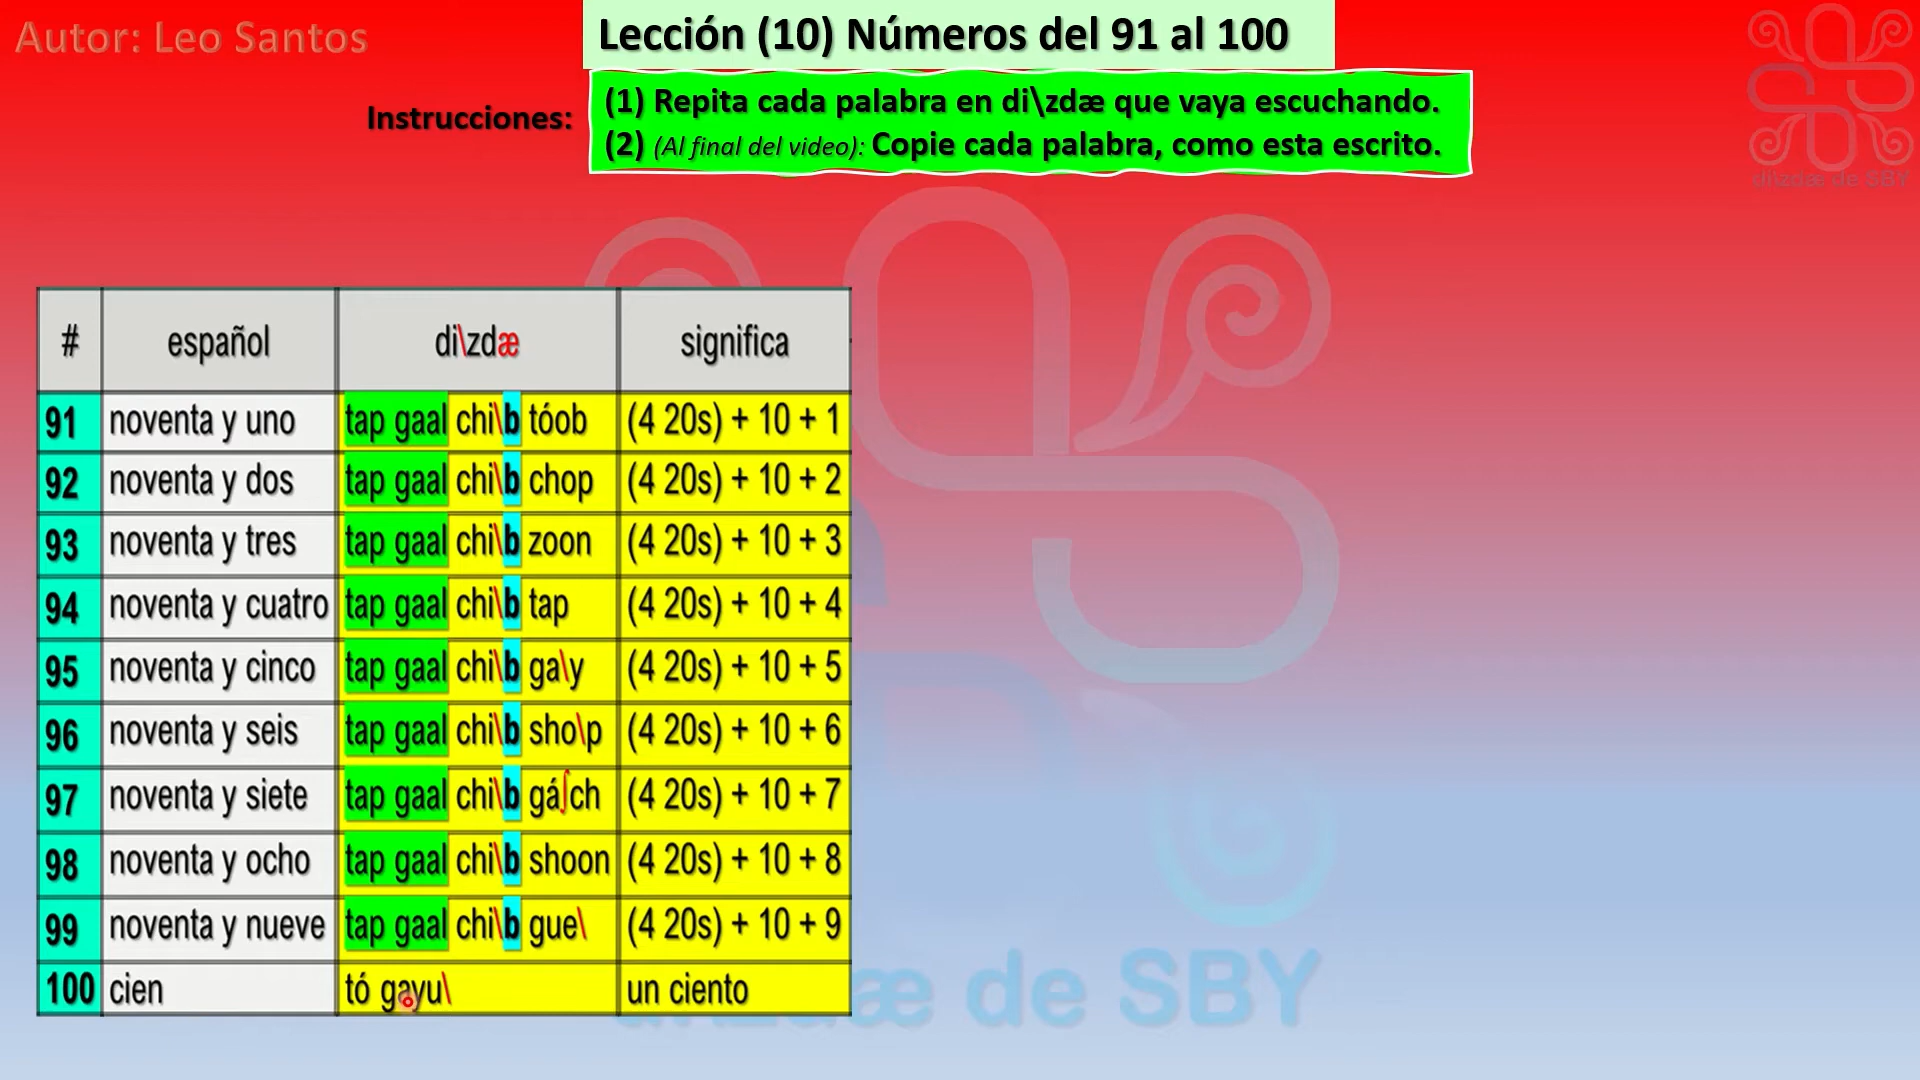 Autor: Leo Santos
Lección (10) Números del 91 al 100
Instrucciones:
(1) Repita cada palabra en di\zdæ que vaya escuchando.
(2) (Al final del video): Copie cada palabra, como esta escrito.
di\zdæ de SBY
# español di\zdæ significa
91 noventa y uno tap gaal chi\b tóob (4 20s) + 10 + 1
92 noventa y dos tap gaal chi\b chop (4 20s) + 10 + 2
93 noventa y tres tap gaal chi\b zoon (4 20s) + 10 + 3
94 noventa y cuatro tap gaal chi\b tap (4 20s) + 10 + 4
95 noventa y cinco tap gaal chi\b ga\y (4 20s) + 10 + 5
96 noventa y seis tap gaal chi\b sho\p (4 20s) + 10 + 6
97 noventa y siete tap gaal chi\b gá∫ch (4 20s) + 10 + 7
98 noventa y ocho tap gaal chi\b shoon (4 20s) + 10 + 8
99 noventa y nueve tap gaal chi\b gue\ (4 20s) + 10 + 9
100 cien tó gayu\ un ciento
di\zdæ de SBY